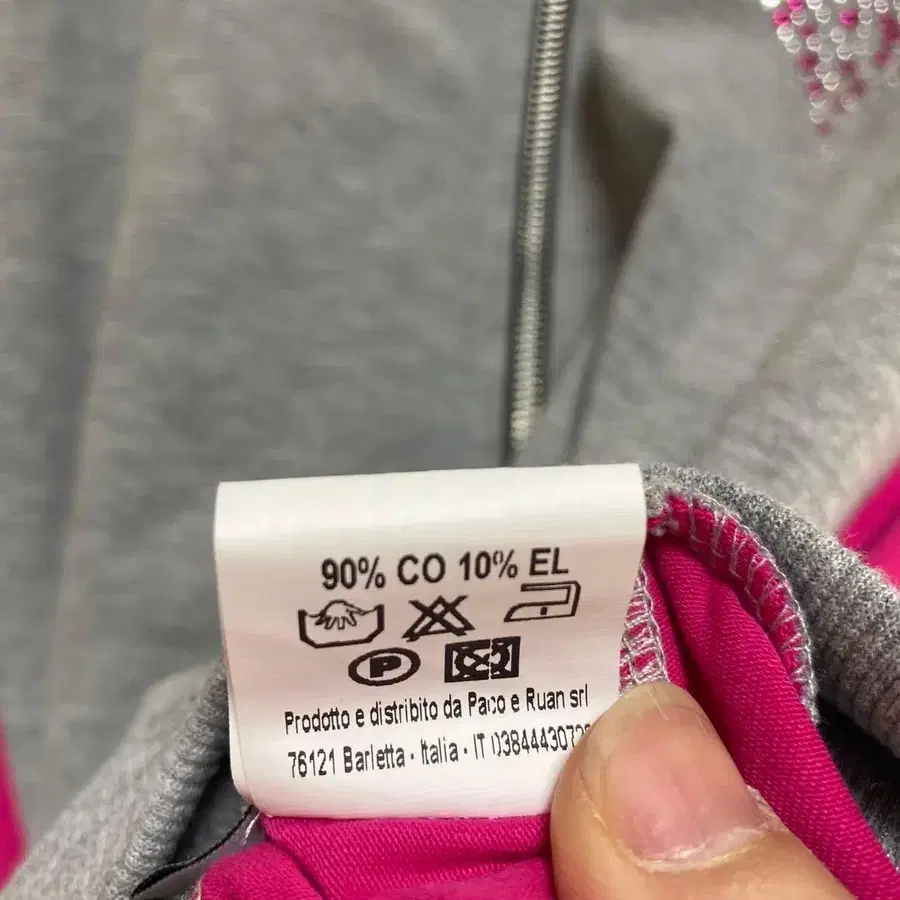 90% CO 10% EL
P
Prodotto e distribito da Paco e Ruan srl
76121 Barletta - Italia - IT